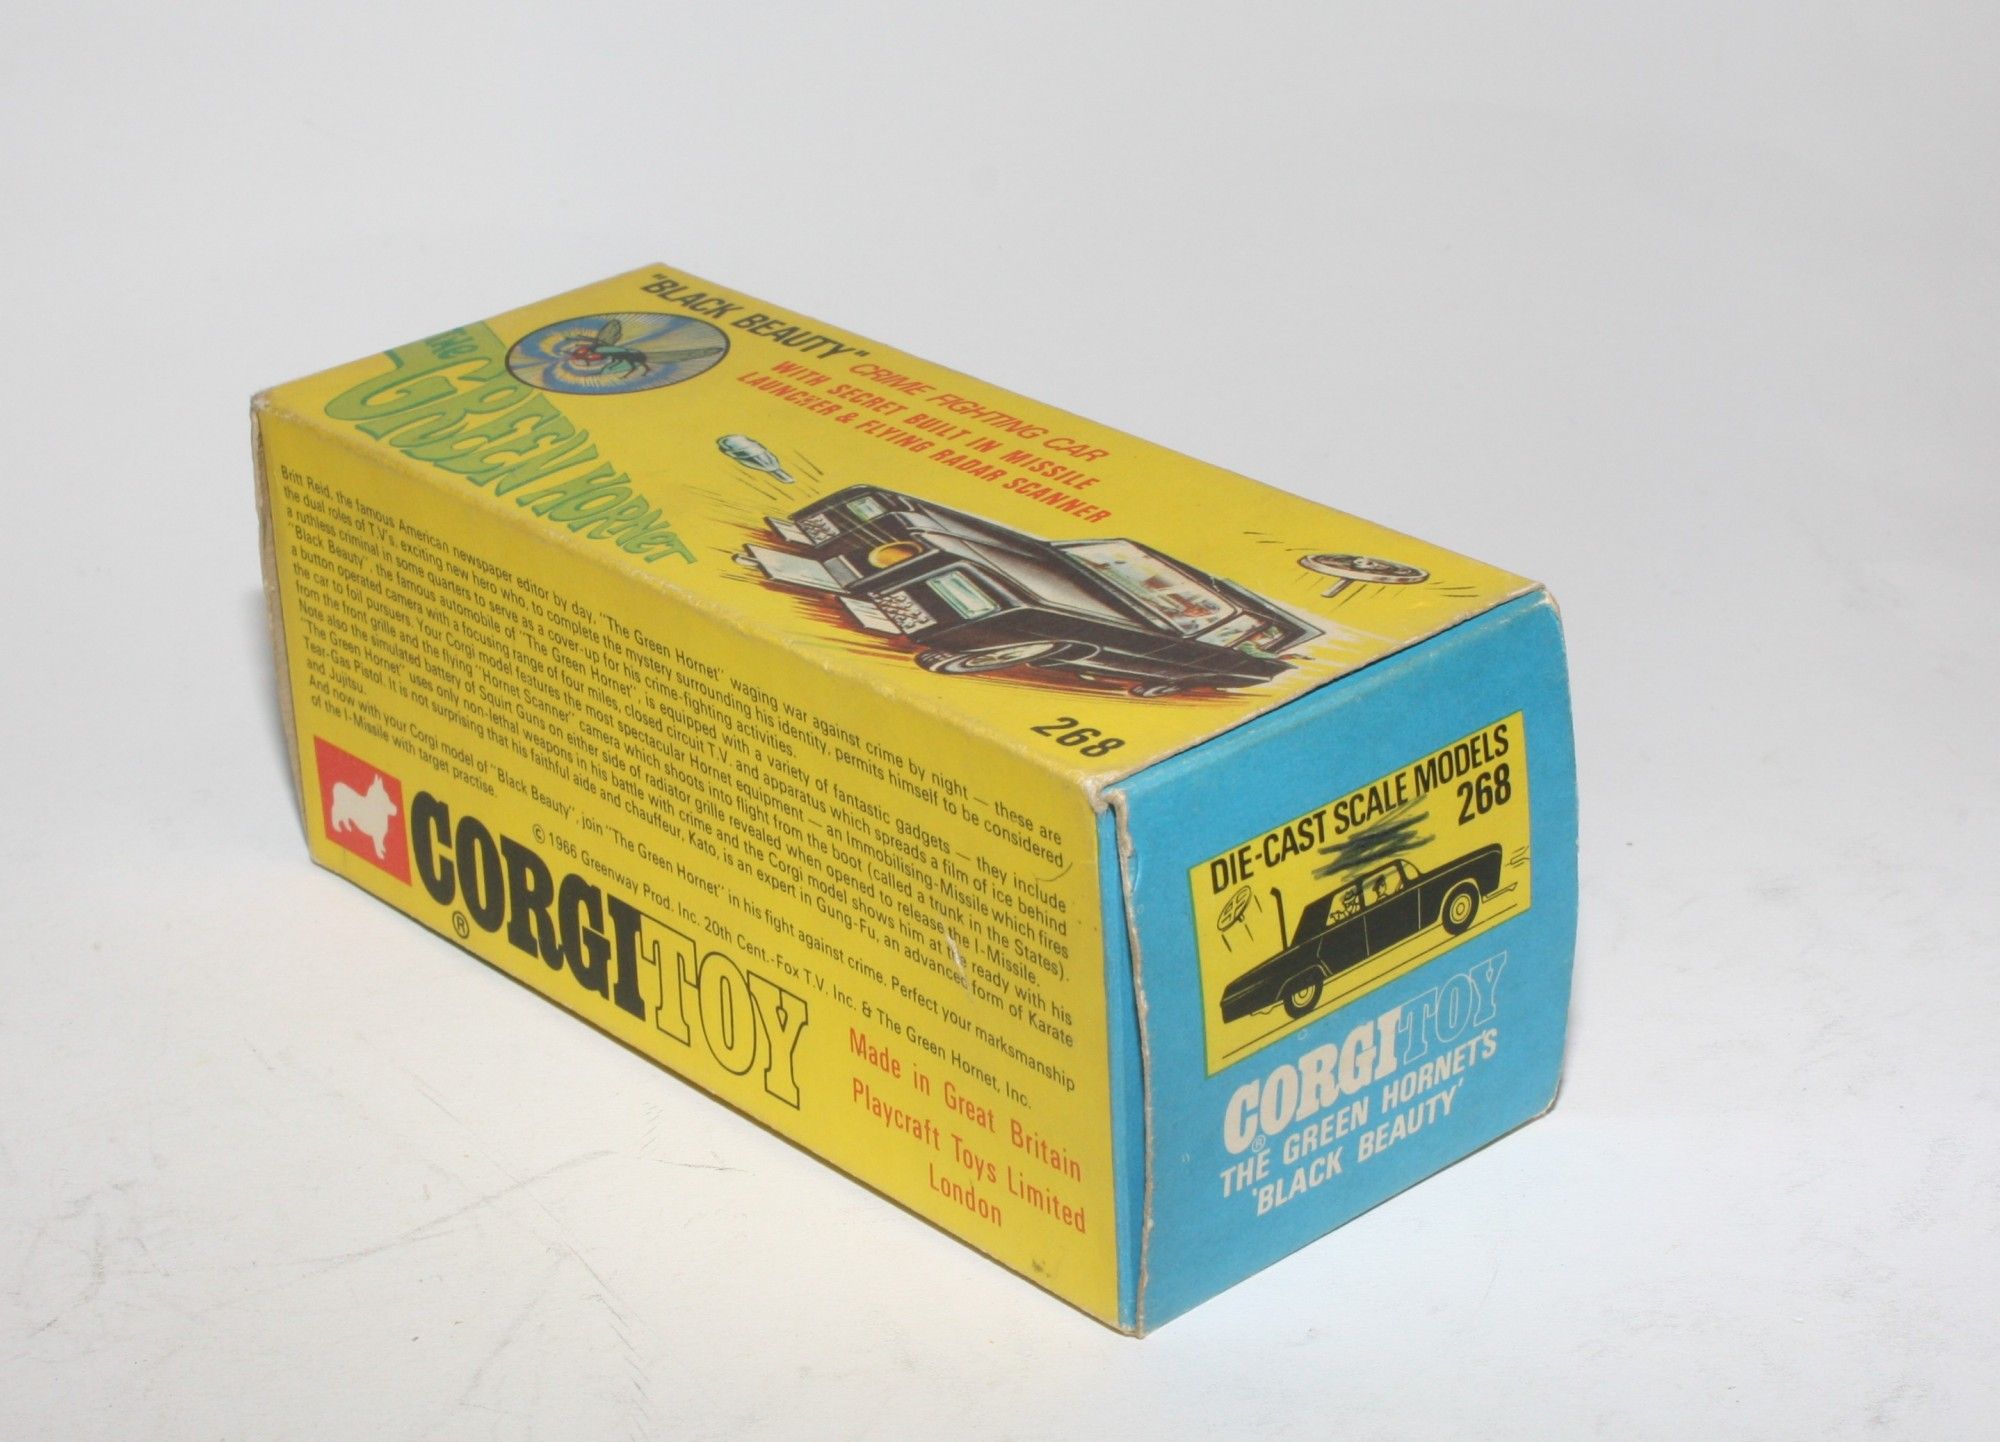 "BLACK BEAUTY" CRIME FIGHTING CAR
WITH SECRET BUILT IN MISSILE
LAUNCHER & FLYING RADAR SCANNER
THE
GREEN HORNET
268
Britt Reid, the famous American newspaper editor by day, "The Green Hornet" waging war against crime by night — these are
the dual roles of T.V's. exciting new hero who, to complete the mystery surrounding his identity, permits himself to be considered
a ruthless criminal in some quarters to serve as a cover-up for his crime-fighting activities.
"Black Beauty", the famous automobile of "The Green Hornet", is equipped with a variety of fantastic gadgets — they include
a button operated camera with a focusing range of four miles, closed circuit T.V. and apparatus which spreads a film of ice behind
the car to foil pursuers. Your Corgi model features the most spectacular Hornet equipment — an Immobilising-Missile which fires
from the front grille and the flying "Hornet Scanner" camera which shoots into flight from the boot (called a trunk in the States).
Note also the simulated battery of Squirt Guns on either side of radiator grille revealed when opened to release the I-Missile.
"The Green Hornet" uses only non-lethal weapons in his battle with crime and the Corgi model shows him at the ready with his
Tear-Gas Pistol. It is not surprising that his faithful aide and chauffeur, Kato, is an expert in Gung-Fu, an advanced form of Karate
and Jujitsu.
And now with your Corgi model of "Black Beauty", join "The Green Hornet" in his fight against crime. Perfect your marksmanship
of the I-Missile with target practise.
© 1966 Greenway Prod. Inc. 20th Cent.-Fox T.V. Inc. & The Green Hornet, Inc.
CORGI TOY
®
Made in Great Britain
Playcraft Toys Limited
London
DIE-CAST SCALE MODELS
268
CORGI TOY
®
THE GREEN HORNET'S
'BLACK BEAUTY'